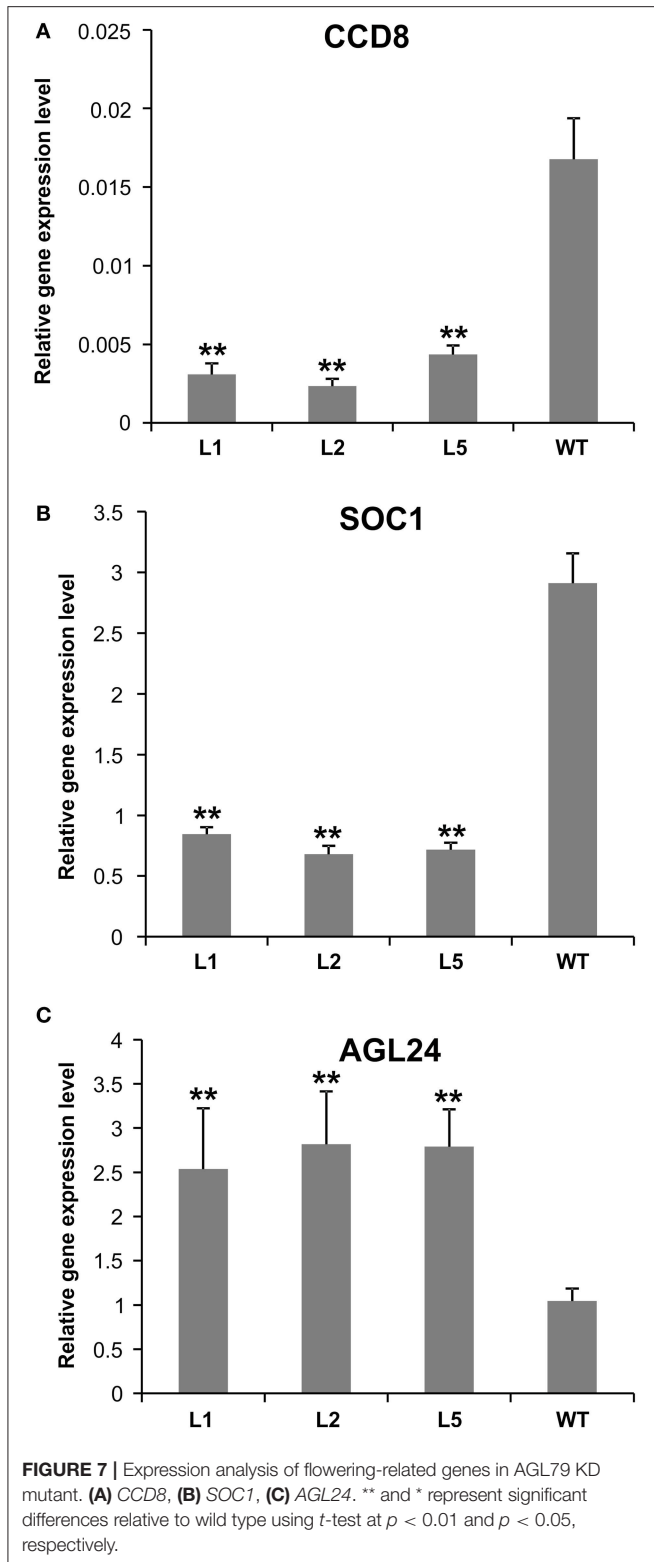 A
CCD8
Relative gene expression level
0.025
0.02
0.015
0.01
0.005
0
**
**
**
L1 L2 L5 WT
B
SOC1
Relative gene expression level
3.5
3
2.5
2
1.5
1
0.5
0
**
**
**
L1 L2 L5 WT
C
AGL24
Relative gene expression level
4
3.5
3
2.5
2
1.5
1
0.5
0
**
**
**
L1 L2 L5 WT
FIGURE 7 | Expression analysis of flowering-related genes in AGL79 KD
mutant. (A) CCD8, (B) SOC1, (C) AGL24. ** and * represent significant
differences relative to wild type using t-test at p < 0.01 and p < 0.05,
respectively.